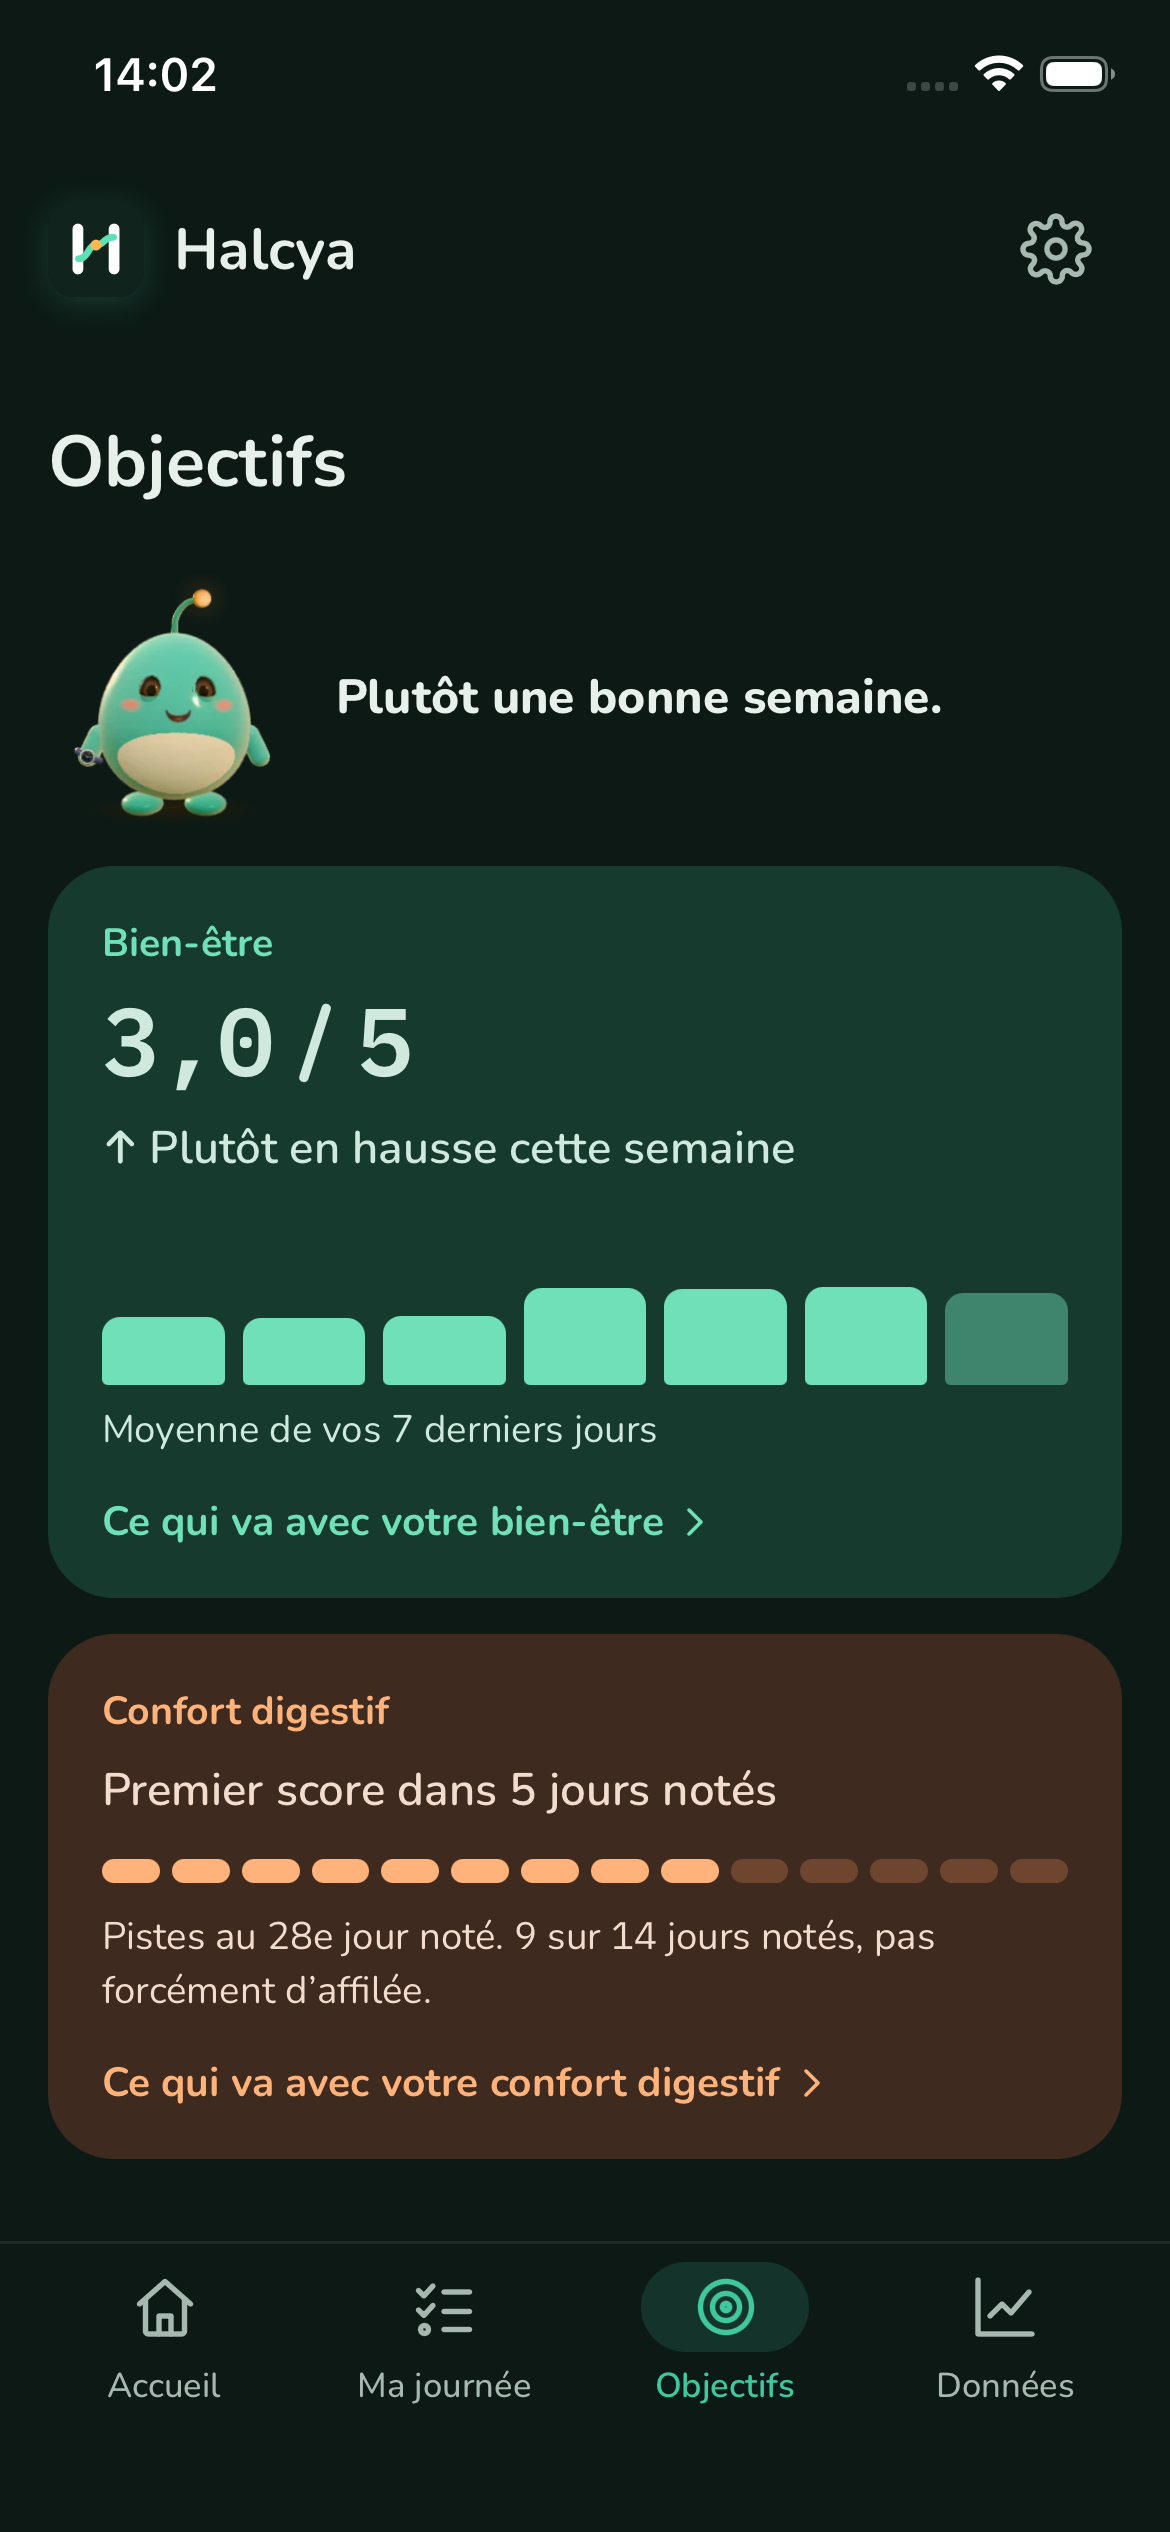 14:02
Halcya
Objectifs
Plutôt une bonne semaine.
Bien-être
3,0/5
↑ Plutôt en hausse cette semaine
Moyenne de vos 7 derniers jours
Ce qui va avec votre bien-être >
Confort digestif
Premier score dans 5 jours notés
Pistes au 28e jour noté. 9 sur 14 jours notés, pas
forcément d’affilée.
Ce qui va avec votre confort digestif >
Accueil
Ma journée
Objectifs
Données